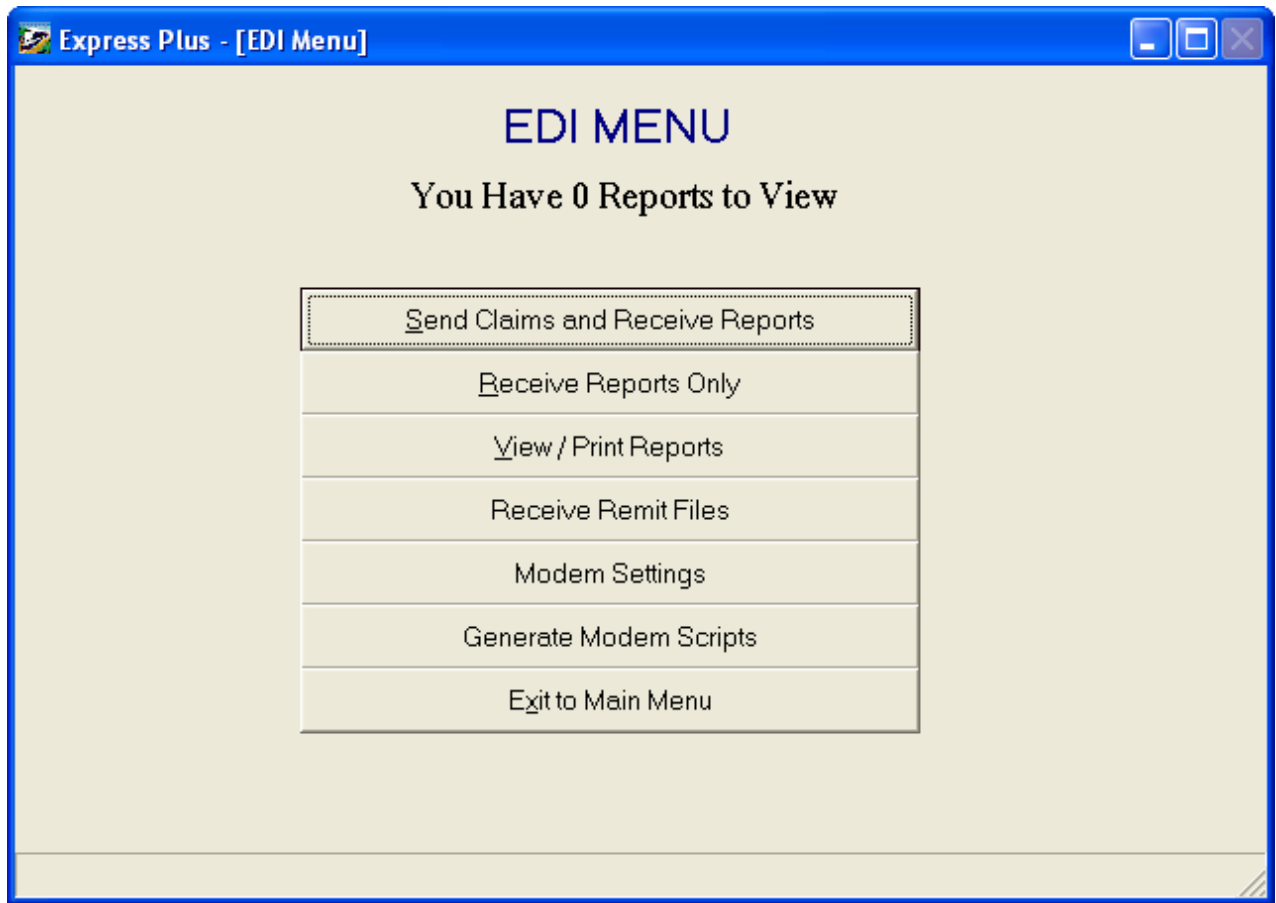 Express Plus - [EDI Menu]
EDI MENU
You Have 0 Reports to View
Send Claims and Receive Reports
Receive Reports Only
View / Print Reports
Receive Remit Files
Modem Settings
Generate Modem Scripts
Exit to Main Menu